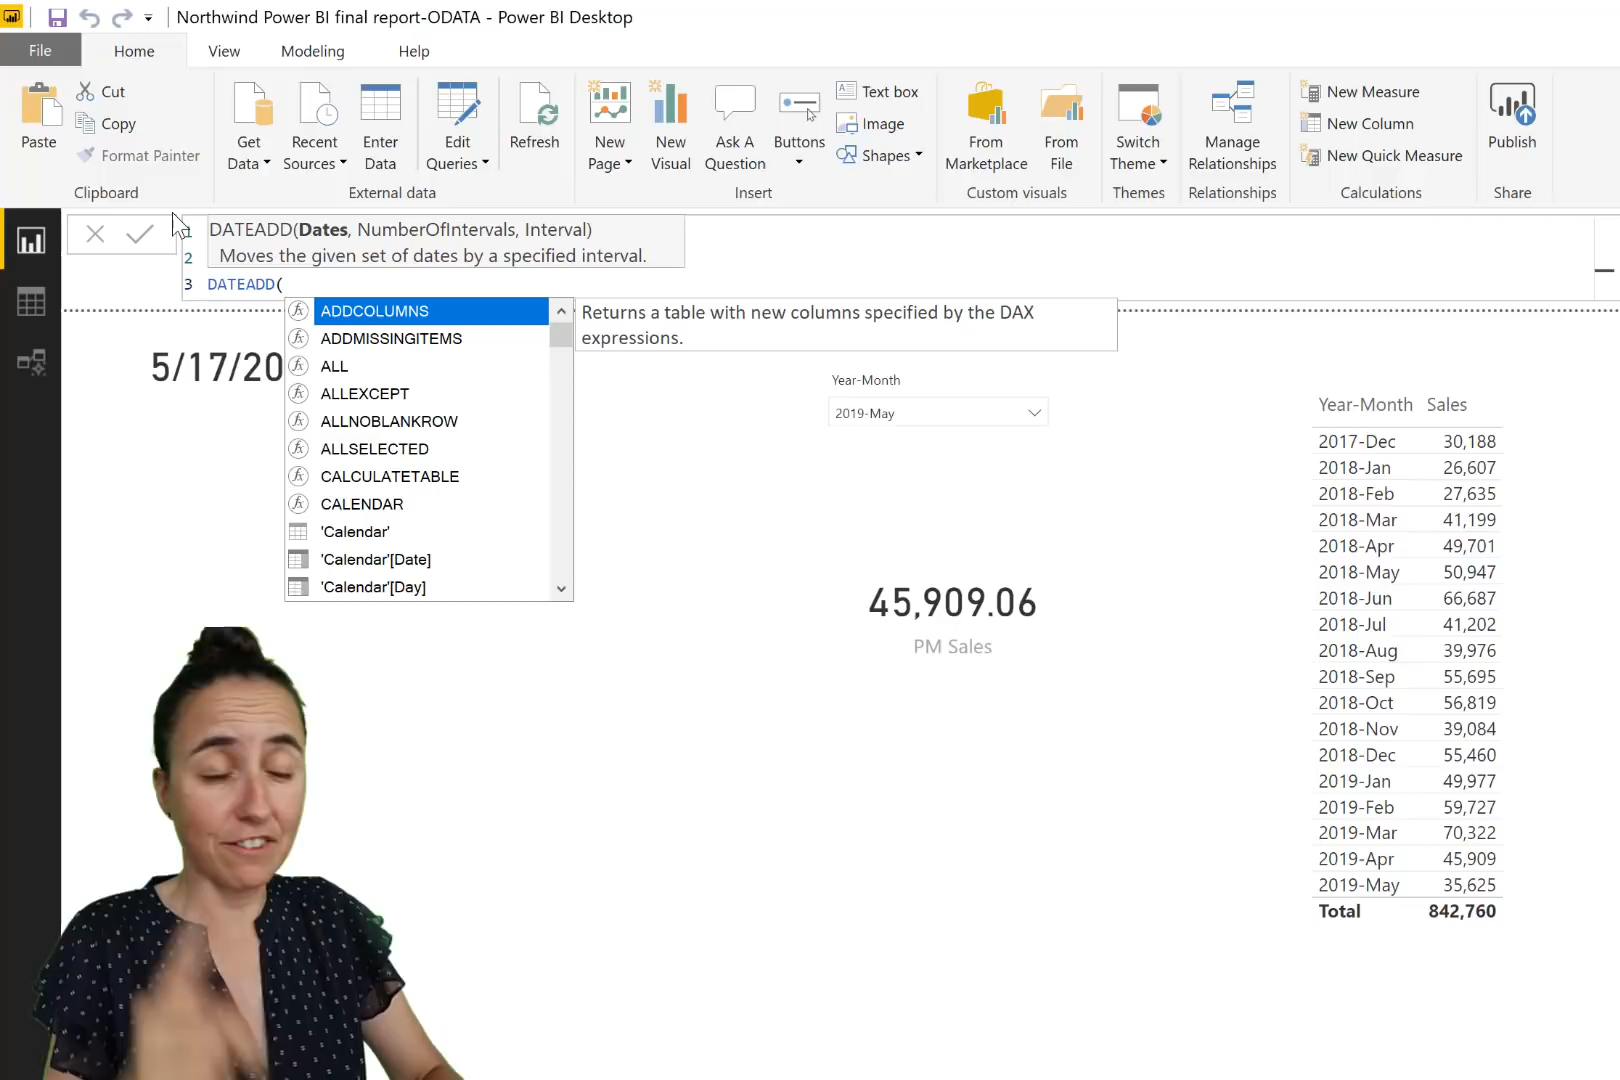 Northwind Power BI final report-ODATA - Power BI Desktop
File
Home
View
Modeling
Help
Paste
Cut
Copy
Format Painter
Clipboard
Get Data
Recent Sources
Enter Data
Edit Queries
External data
Refresh
New Page
New Visual
Ask A Question
Buttons
Text box
Image
Shapes
Insert
From Marketplace
From File
Custom visuals
Switch Theme
Themes
Manage Relationships
Relationships
New Measure
New Column
New Quick Measure
Calculations
Publish
Share
1
DATEADD(Dates, NumberOfIntervals, Interval)
2
Moves the given set of dates by a specified interval.
3 DATEADD(
ADDCOLUMNS
ADDMISSINGITEMS
ALL
ALLEXCEPT
ALLNOBLANKROW
ALLSELECTED
CALCULATETABLE
CALENDAR
'Calendar'
'Calendar'[Date]
'Calendar'[Day]
Returns a table with new columns specified by the DAX
expressions.
5/17/20
Year-Month
2019-May
45,909.06
PM Sales
Year-Month Sales
2017-Dec 30,188
2018-Jan 26,607
2018-Feb 27,635
2018-Mar 41,199
2018-Apr 49,701
2018-May 50,947
2018-Jun 66,687
2018-Jul 41,202
2018-Aug 39,976
2018-Sep 55,695
2018-Oct 56,819
2018-Nov 39,084
2018-Dec 55,460
2019-Jan 49,977
2019-Feb 59,727
2019-Mar 70,322
2019-Apr 45,909
2019-May 35,625
Total 842,760